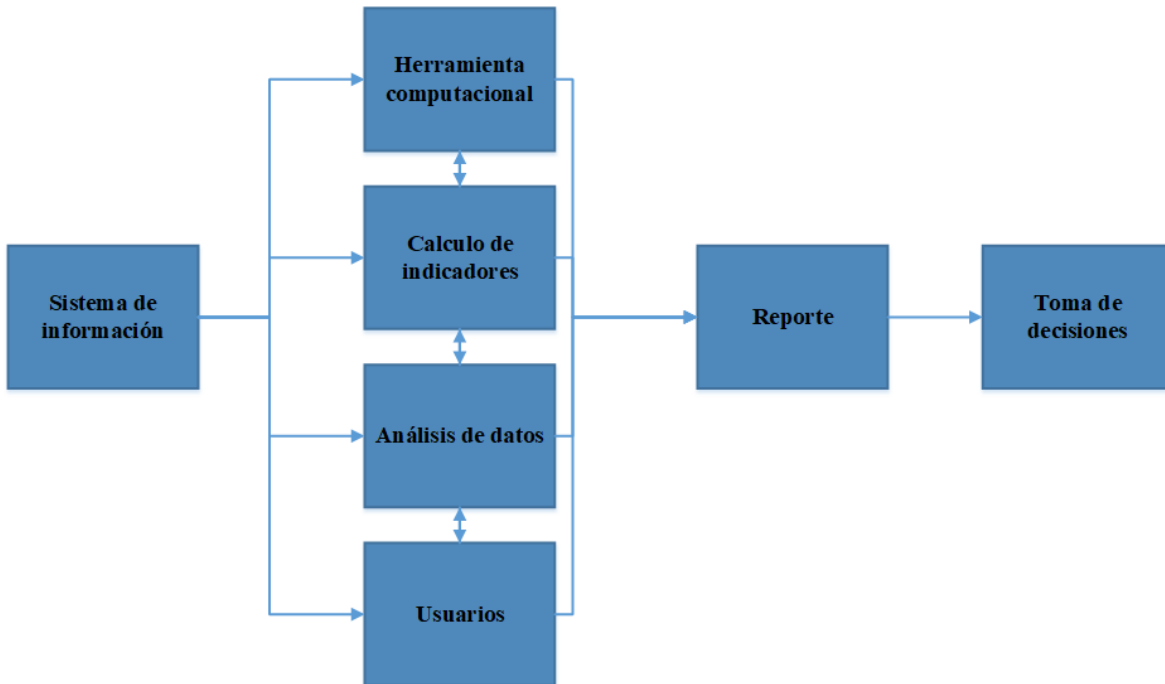 Herramienta
computacional
Calculo de
indicadores
Sistema de
información
Reporte
Toma de
decisiones
Análisis de datos
Usuarios